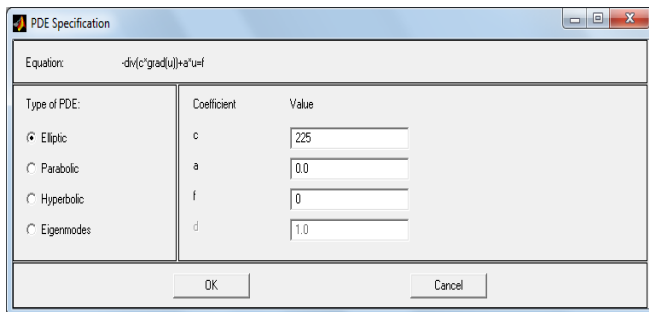 PDE Specification
Equation: -div(c*grad(u))+a*u=f
Type of PDE: Coefficient Value
Elliptic c 225
Parabolic a 0.0
Hyperbolic f 0
Eigenmodes d 1.0
OK Cancel